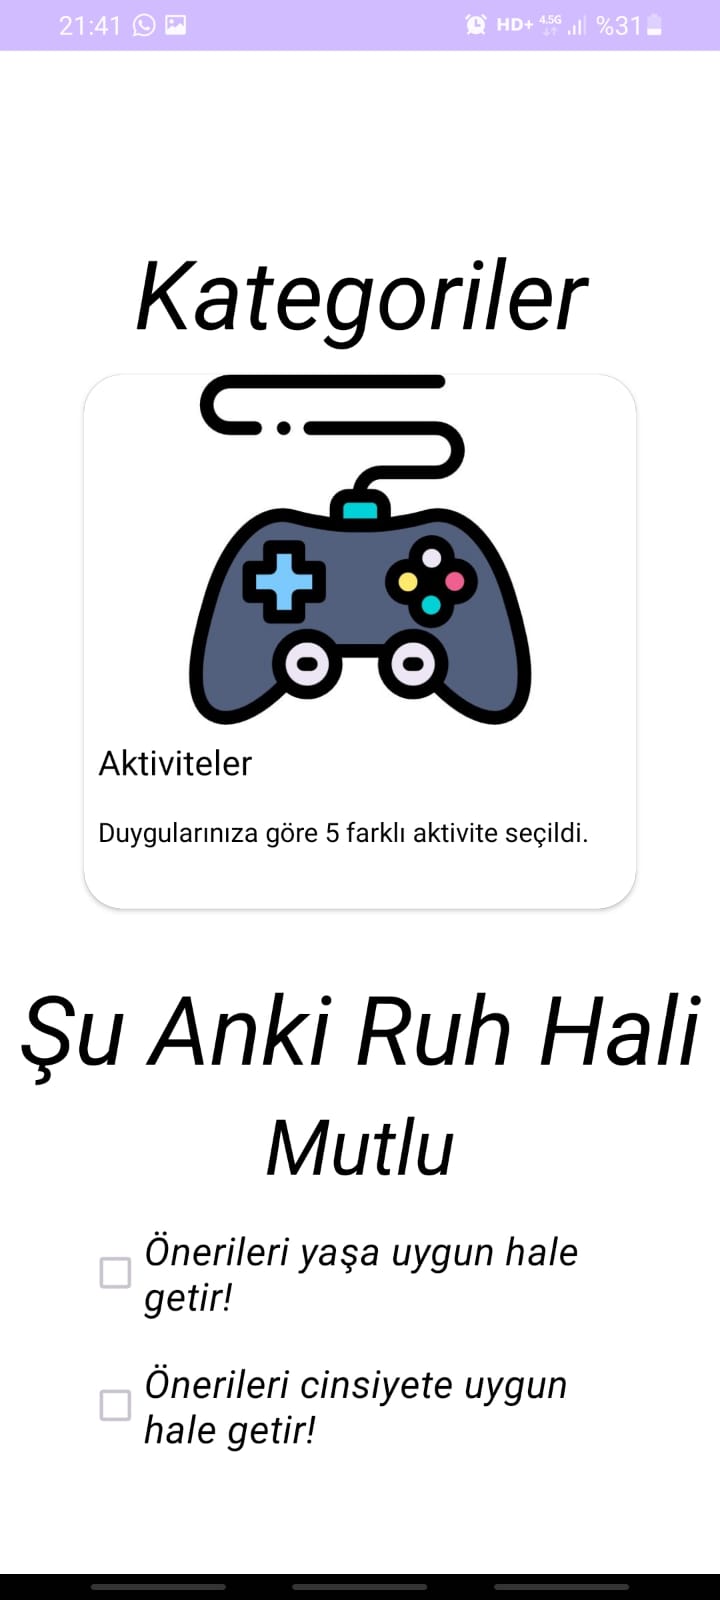 21:41 HD+ 4.5G %31
Kategoriler
Aktiviteler
Duygularınıza göre 5 farklı aktivite seçildi.
Şu Anki Ruh Hali
Mutlu
Önerileri yaşa uygun hale
getir!
Önerileri cinsiyete uygun
hale getir!